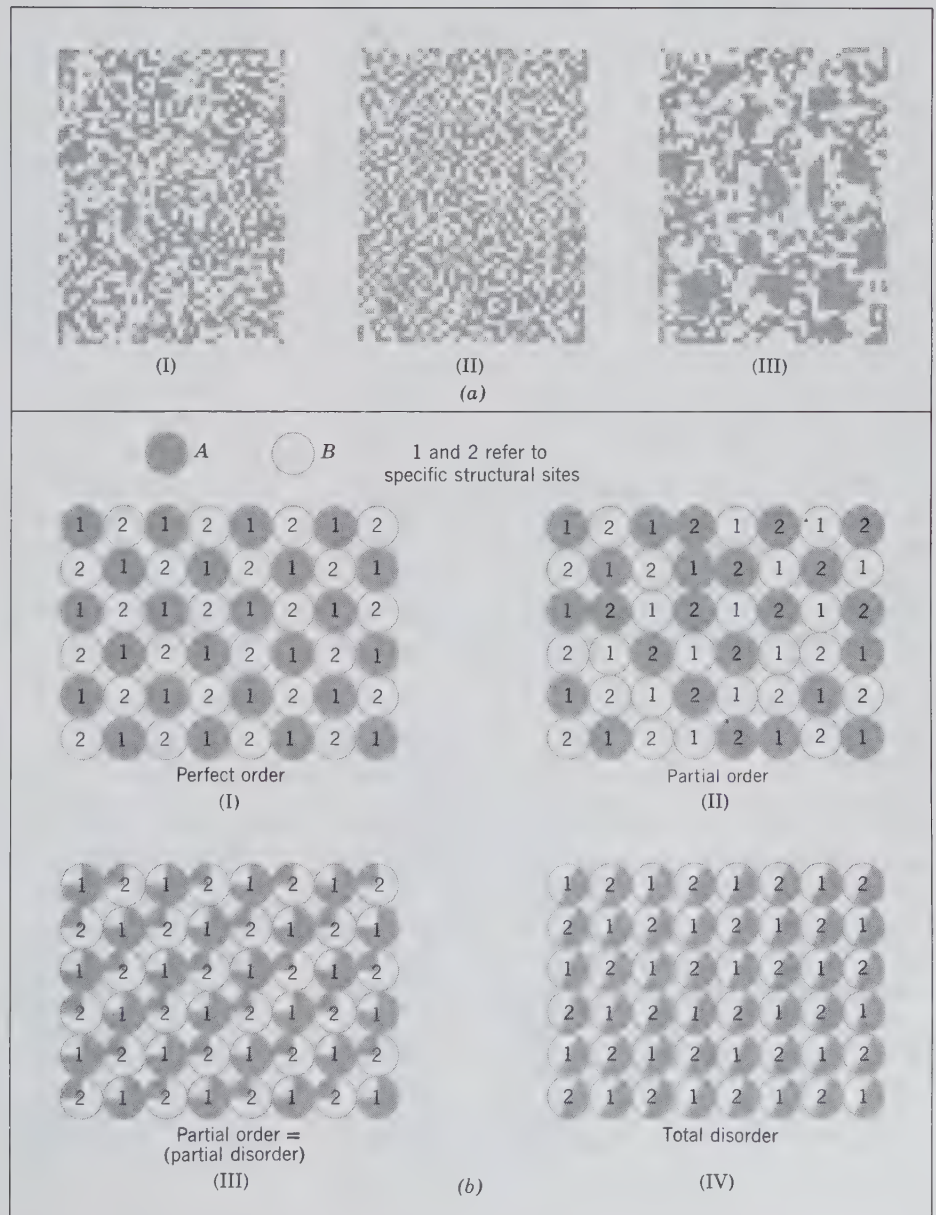 (I) (II) (III)
(a)
A B 1 and 2 refer to
specific structural sites
1 2 1 2 1 2 1 2
2 1 2 1 2 1 2 1
1 2 1 2 1 2 1 2
2 1 2 1 2 1 2 1
1 2 1 2 1 2 1 2
2 1 2 1 2 1 2 1
Perfect order
(I)
1 2 1 2 1 2 1 2
2 1 2 1 2 1 2 1
1 2 1 2 1 2 1 2
2 1 2 1 2 1 2 1
1 2 1 2 1 2 1 2
2 1 2 1 2 1 2 1
Partial order
(II)
1 2 1 2 1 2 1 2
2 1 2 1 2 1 2 1
1 2 1 2 1 2 1 2
2 1 2 1 2 1 2 1
1 2 1 2 1 2 1 2
2 1 2 1 2 1 2 1
Partial order =
(partial disorder)
(III)
1 2 1 2 1 2 1 2
2 1 2 1 2 1 2 1
1 2 1 2 1 2 1 2
2 1 2 1 2 1 2 1
1 2 1 2 1 2 1 2
2 1 2 1 2 1 2 1
Total disorder
(IV)
(b)